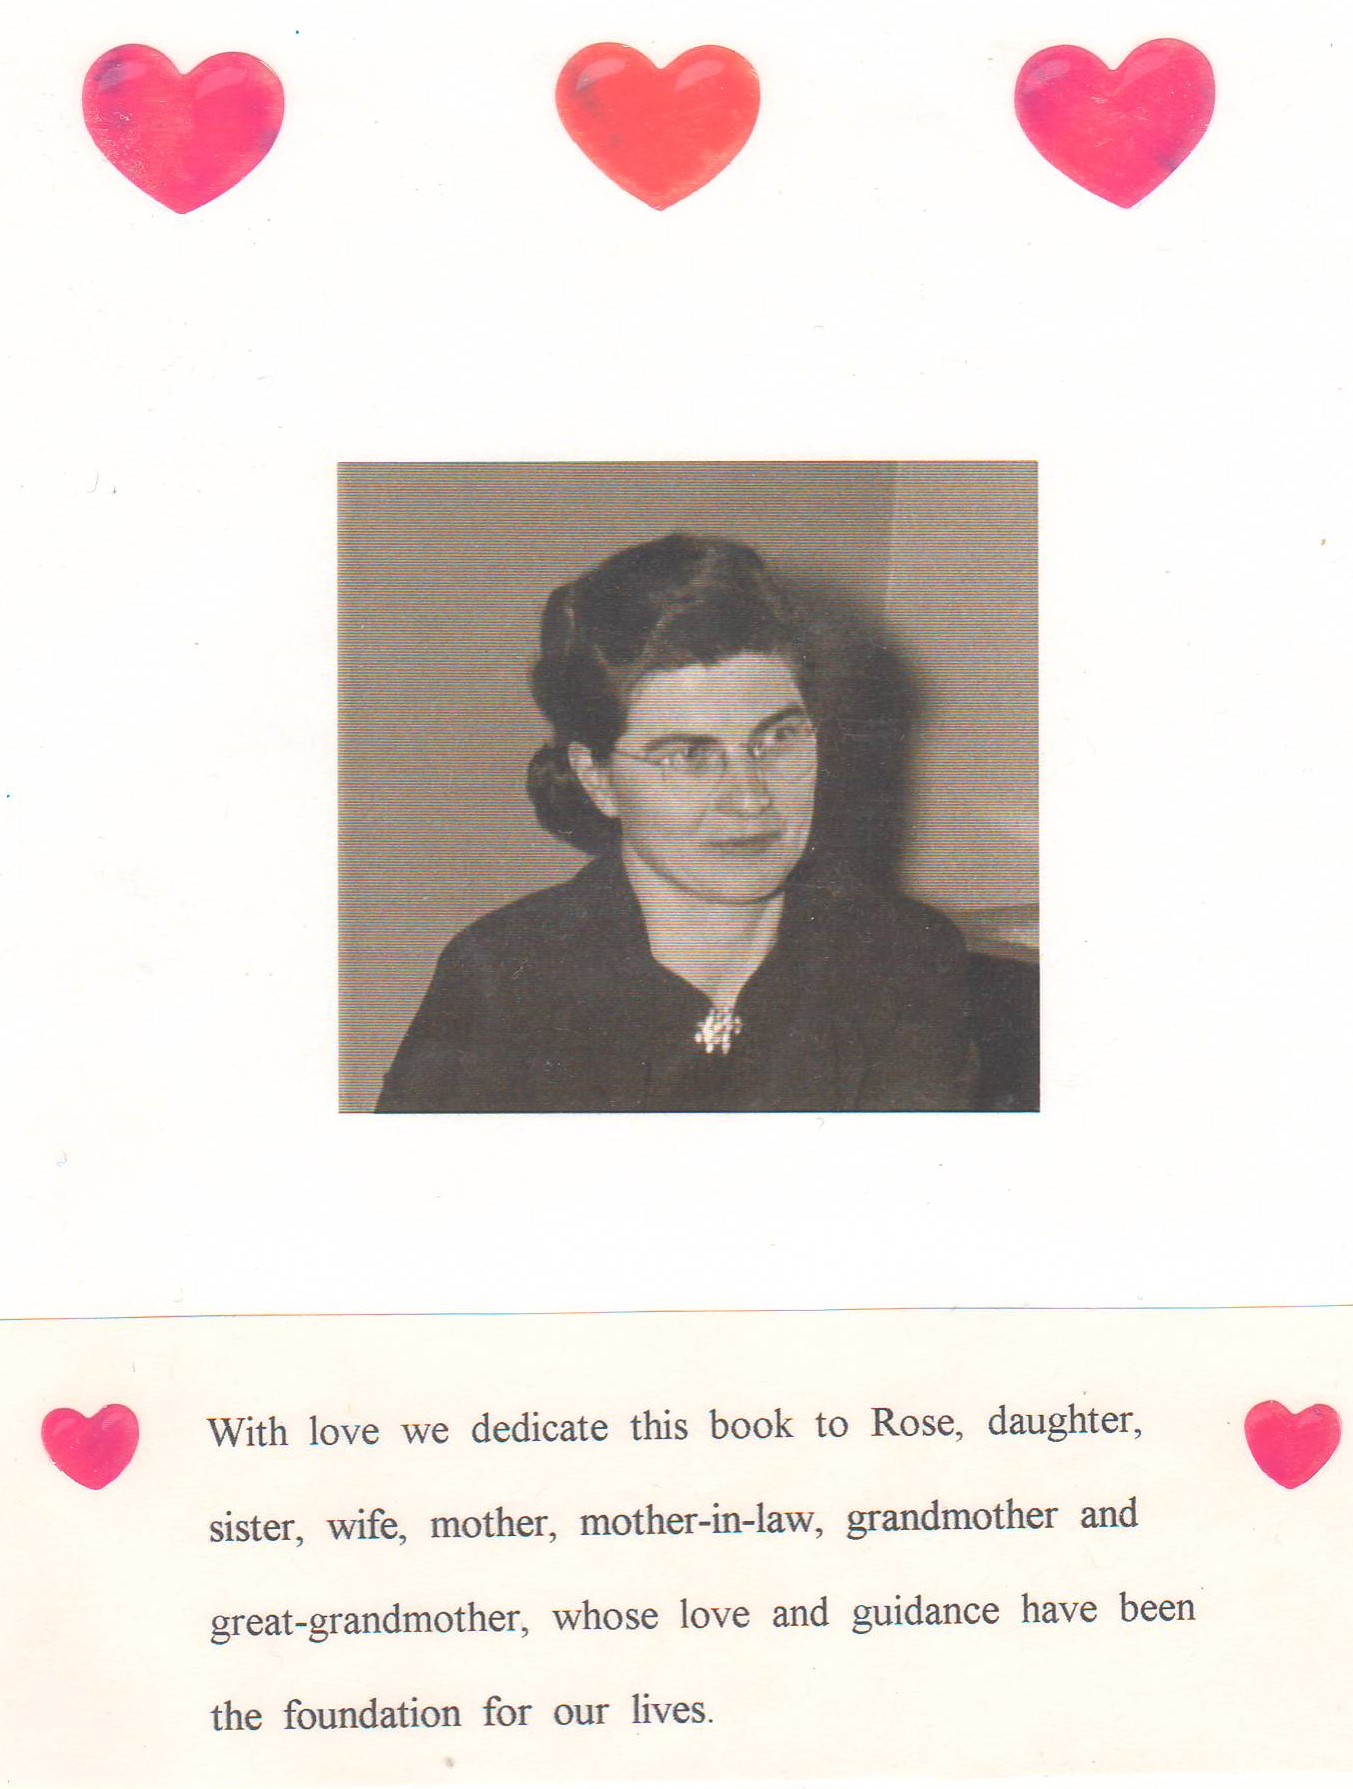 With love we dedicate this book to Rose, daughter,
sister, wife, mother, mother-in-law, grandmother and
great-grandmother, whose love and guidance have been
the foundation for our lives.